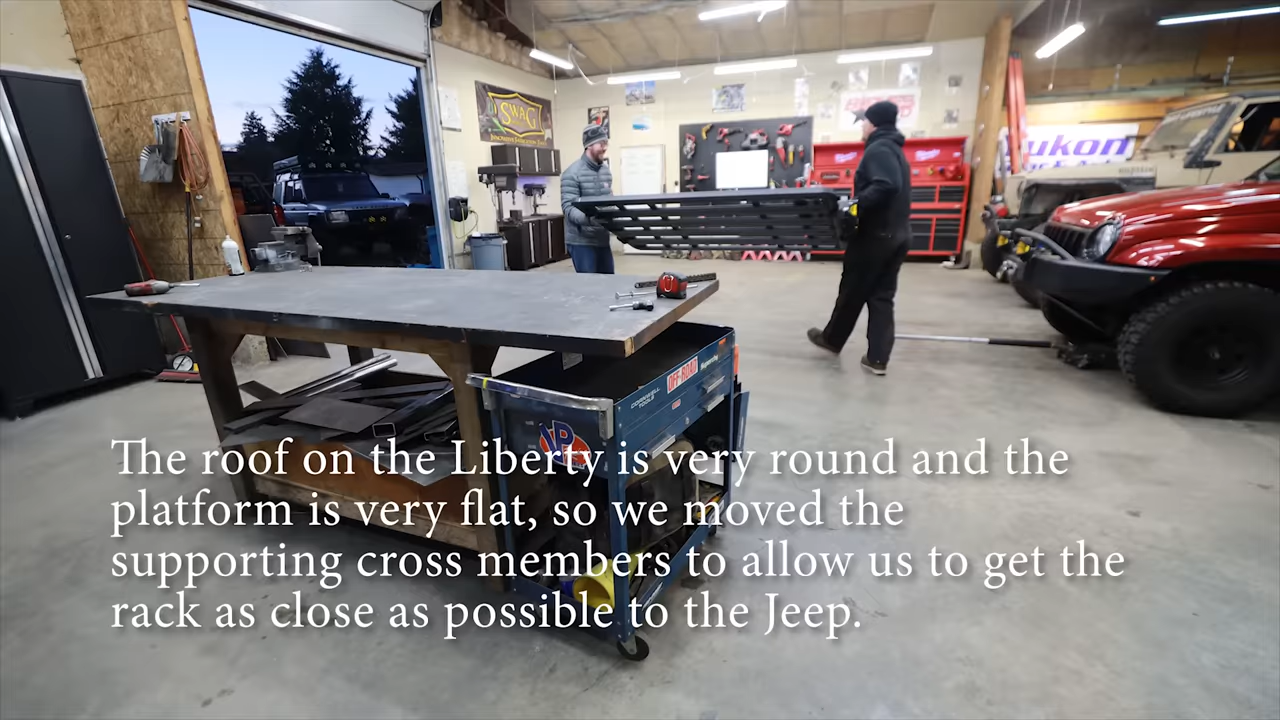 SWAG
Yukon
OFF-ROAD
CORNWELL
TOOLS
The roof on the Liberty is very round and the
platform is very flat, so we moved the
supporting cross members to allow us to get the
rack as close as possible to the Jeep.